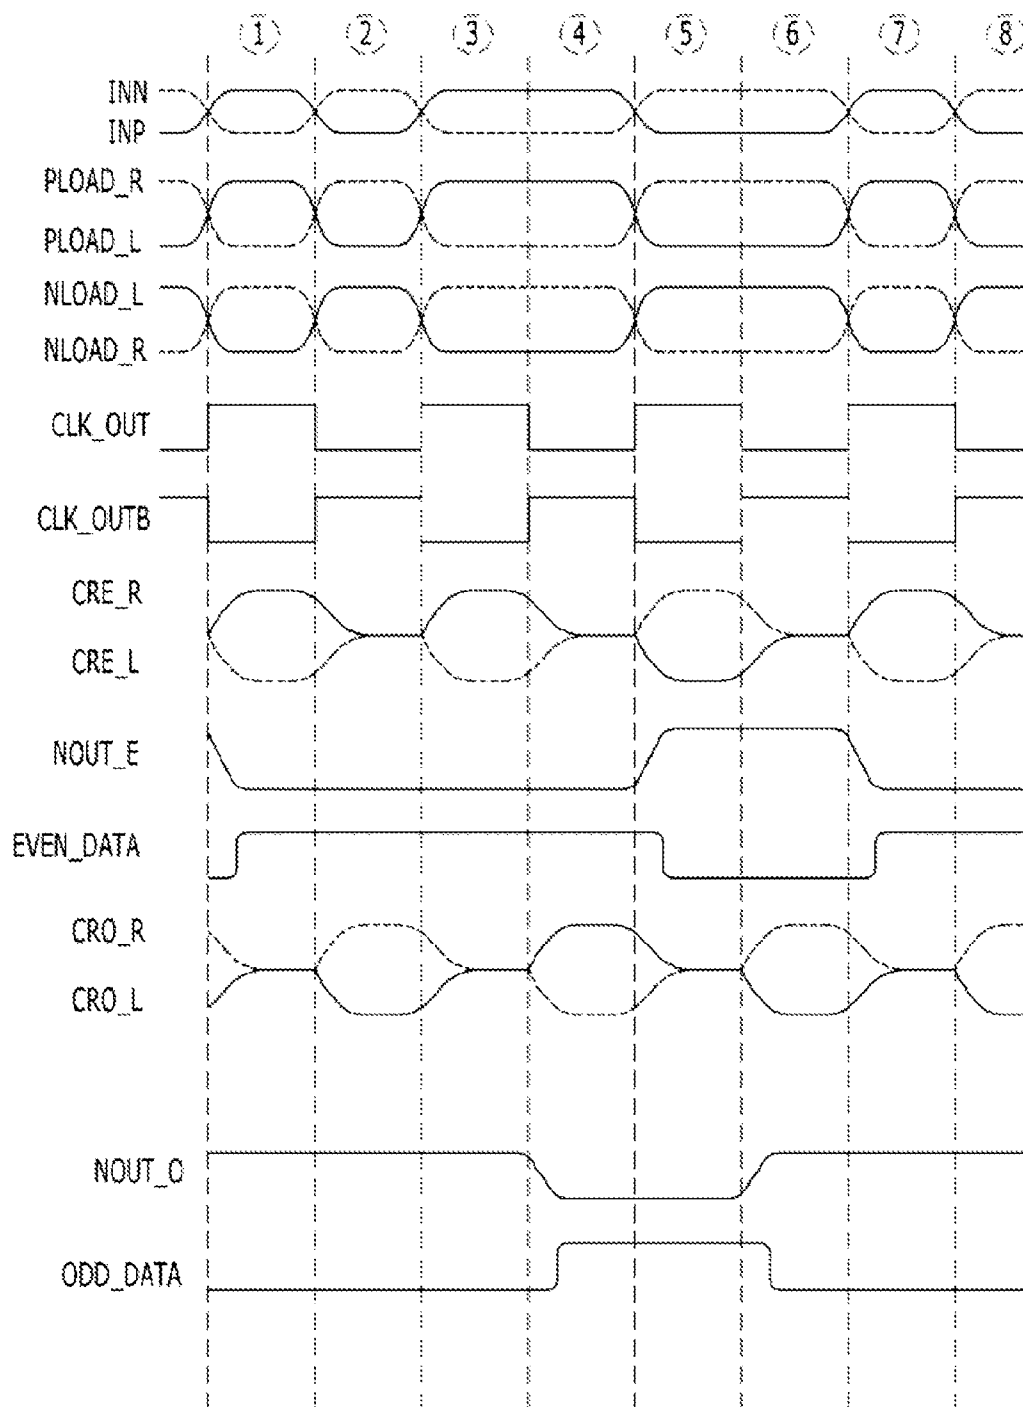 1 2 3 4 5 6 7 8
INN
INP
PLOAD_R
PLOAD_L
NLOAD_L
NLOAD_R
CLK_OUT
CLK_OUTB
CRE_R
CRE_L
NOUT_E
EVEN_DATA
CRO_R
CRO_L
NOUT_O
ODD_DATA